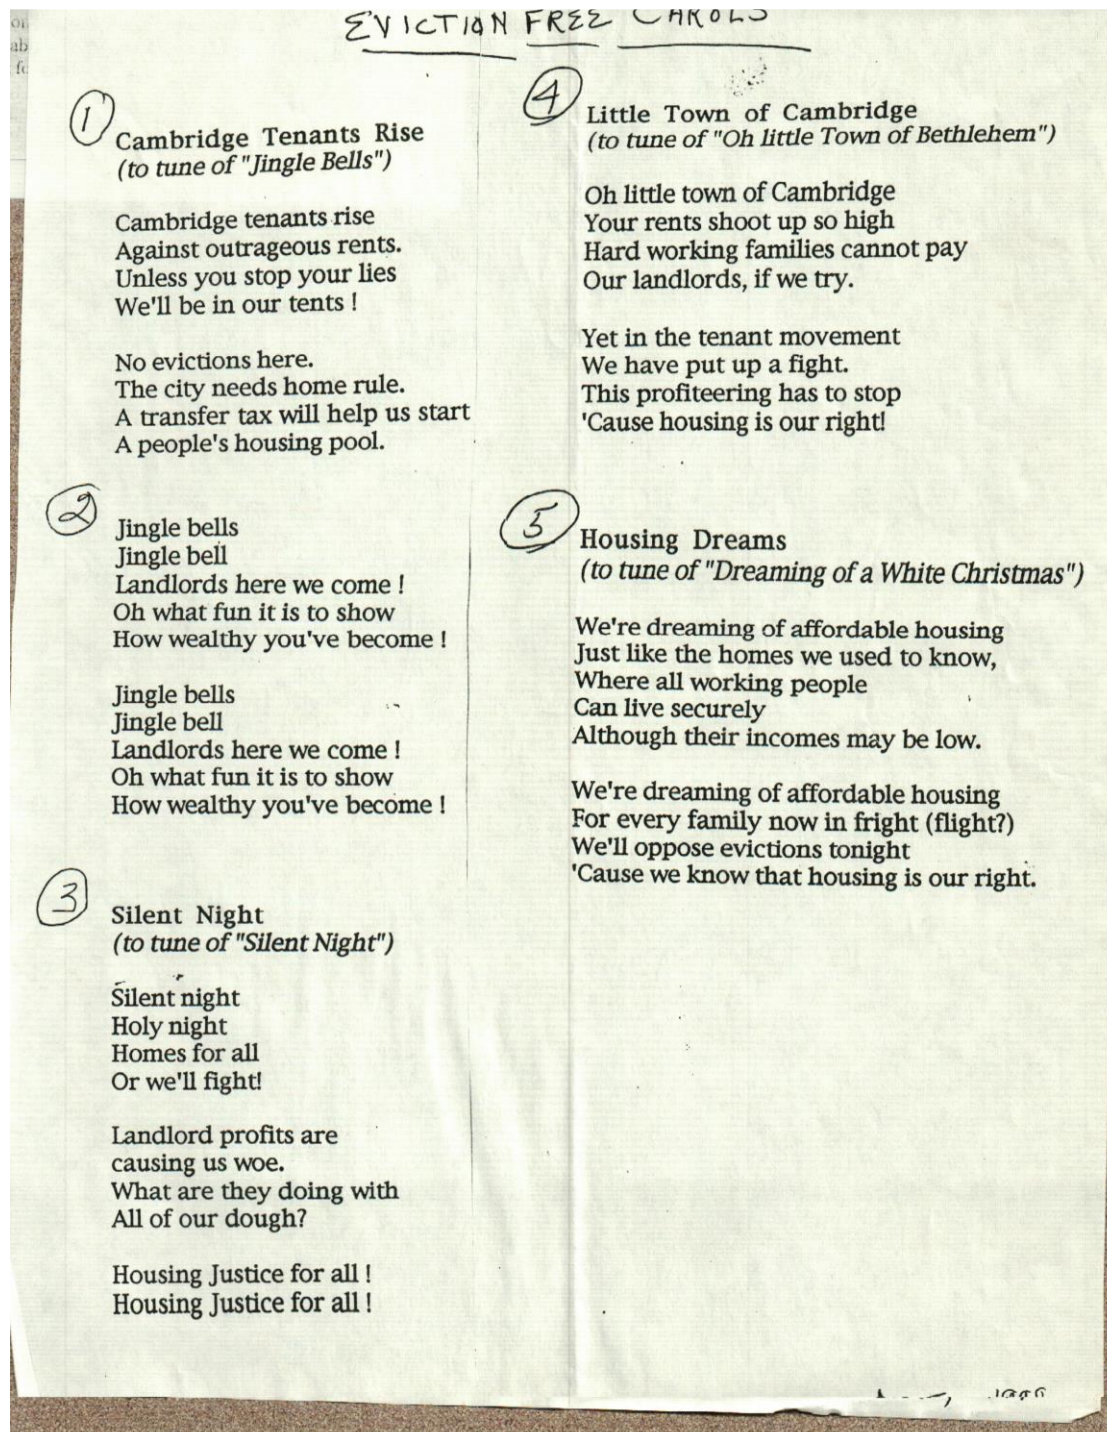 EVICTION FREE CAROLS
1
Cambridge Tenants Rise
(to tune of "Jingle Bells")
Cambridge tenants rise
Against outrageous rents.
Unless you stop your lies
We'll be in our tents !
No evictions here.
The city needs home rule.
A transfer tax will help us start
A people's housing pool.
2
Jingle bells
Jingle bell
Landlords here we come !
Oh what fun it is to show
How wealthy you've become !
Jingle bells
Jingle bell
Landlords here we come !
Oh what fun it is to show
How wealthy you've become !
3
Silent Night
(to tune of "Silent Night")
Silent night
Holy night
Homes for all
Or we'll fight!
Landlord profits are
causing us woe.
What are they doing with
All of our dough?
Housing Justice for all !
Housing Justice for all !
4
Little Town of Cambridge
(to tune of "Oh little Town of Bethlehem")
Oh little town of Cambridge
Your rents shoot up so high
Hard working families cannot pay
Our landlords, if we try.
Yet in the tenant movement
We have put up a fight.
This profiteering has to stop
'Cause housing is our right!
5
Housing Dreams
(to tune of "Dreaming of a White Christmas")
We're dreaming of affordable housing
Just like the homes we used to know,
Where all working people
Can live securely
Although their incomes may be low.
We're dreaming of affordable housing
For every family now in fright (flight?)
We'll oppose evictions tonight
'Cause we know that housing is our right.